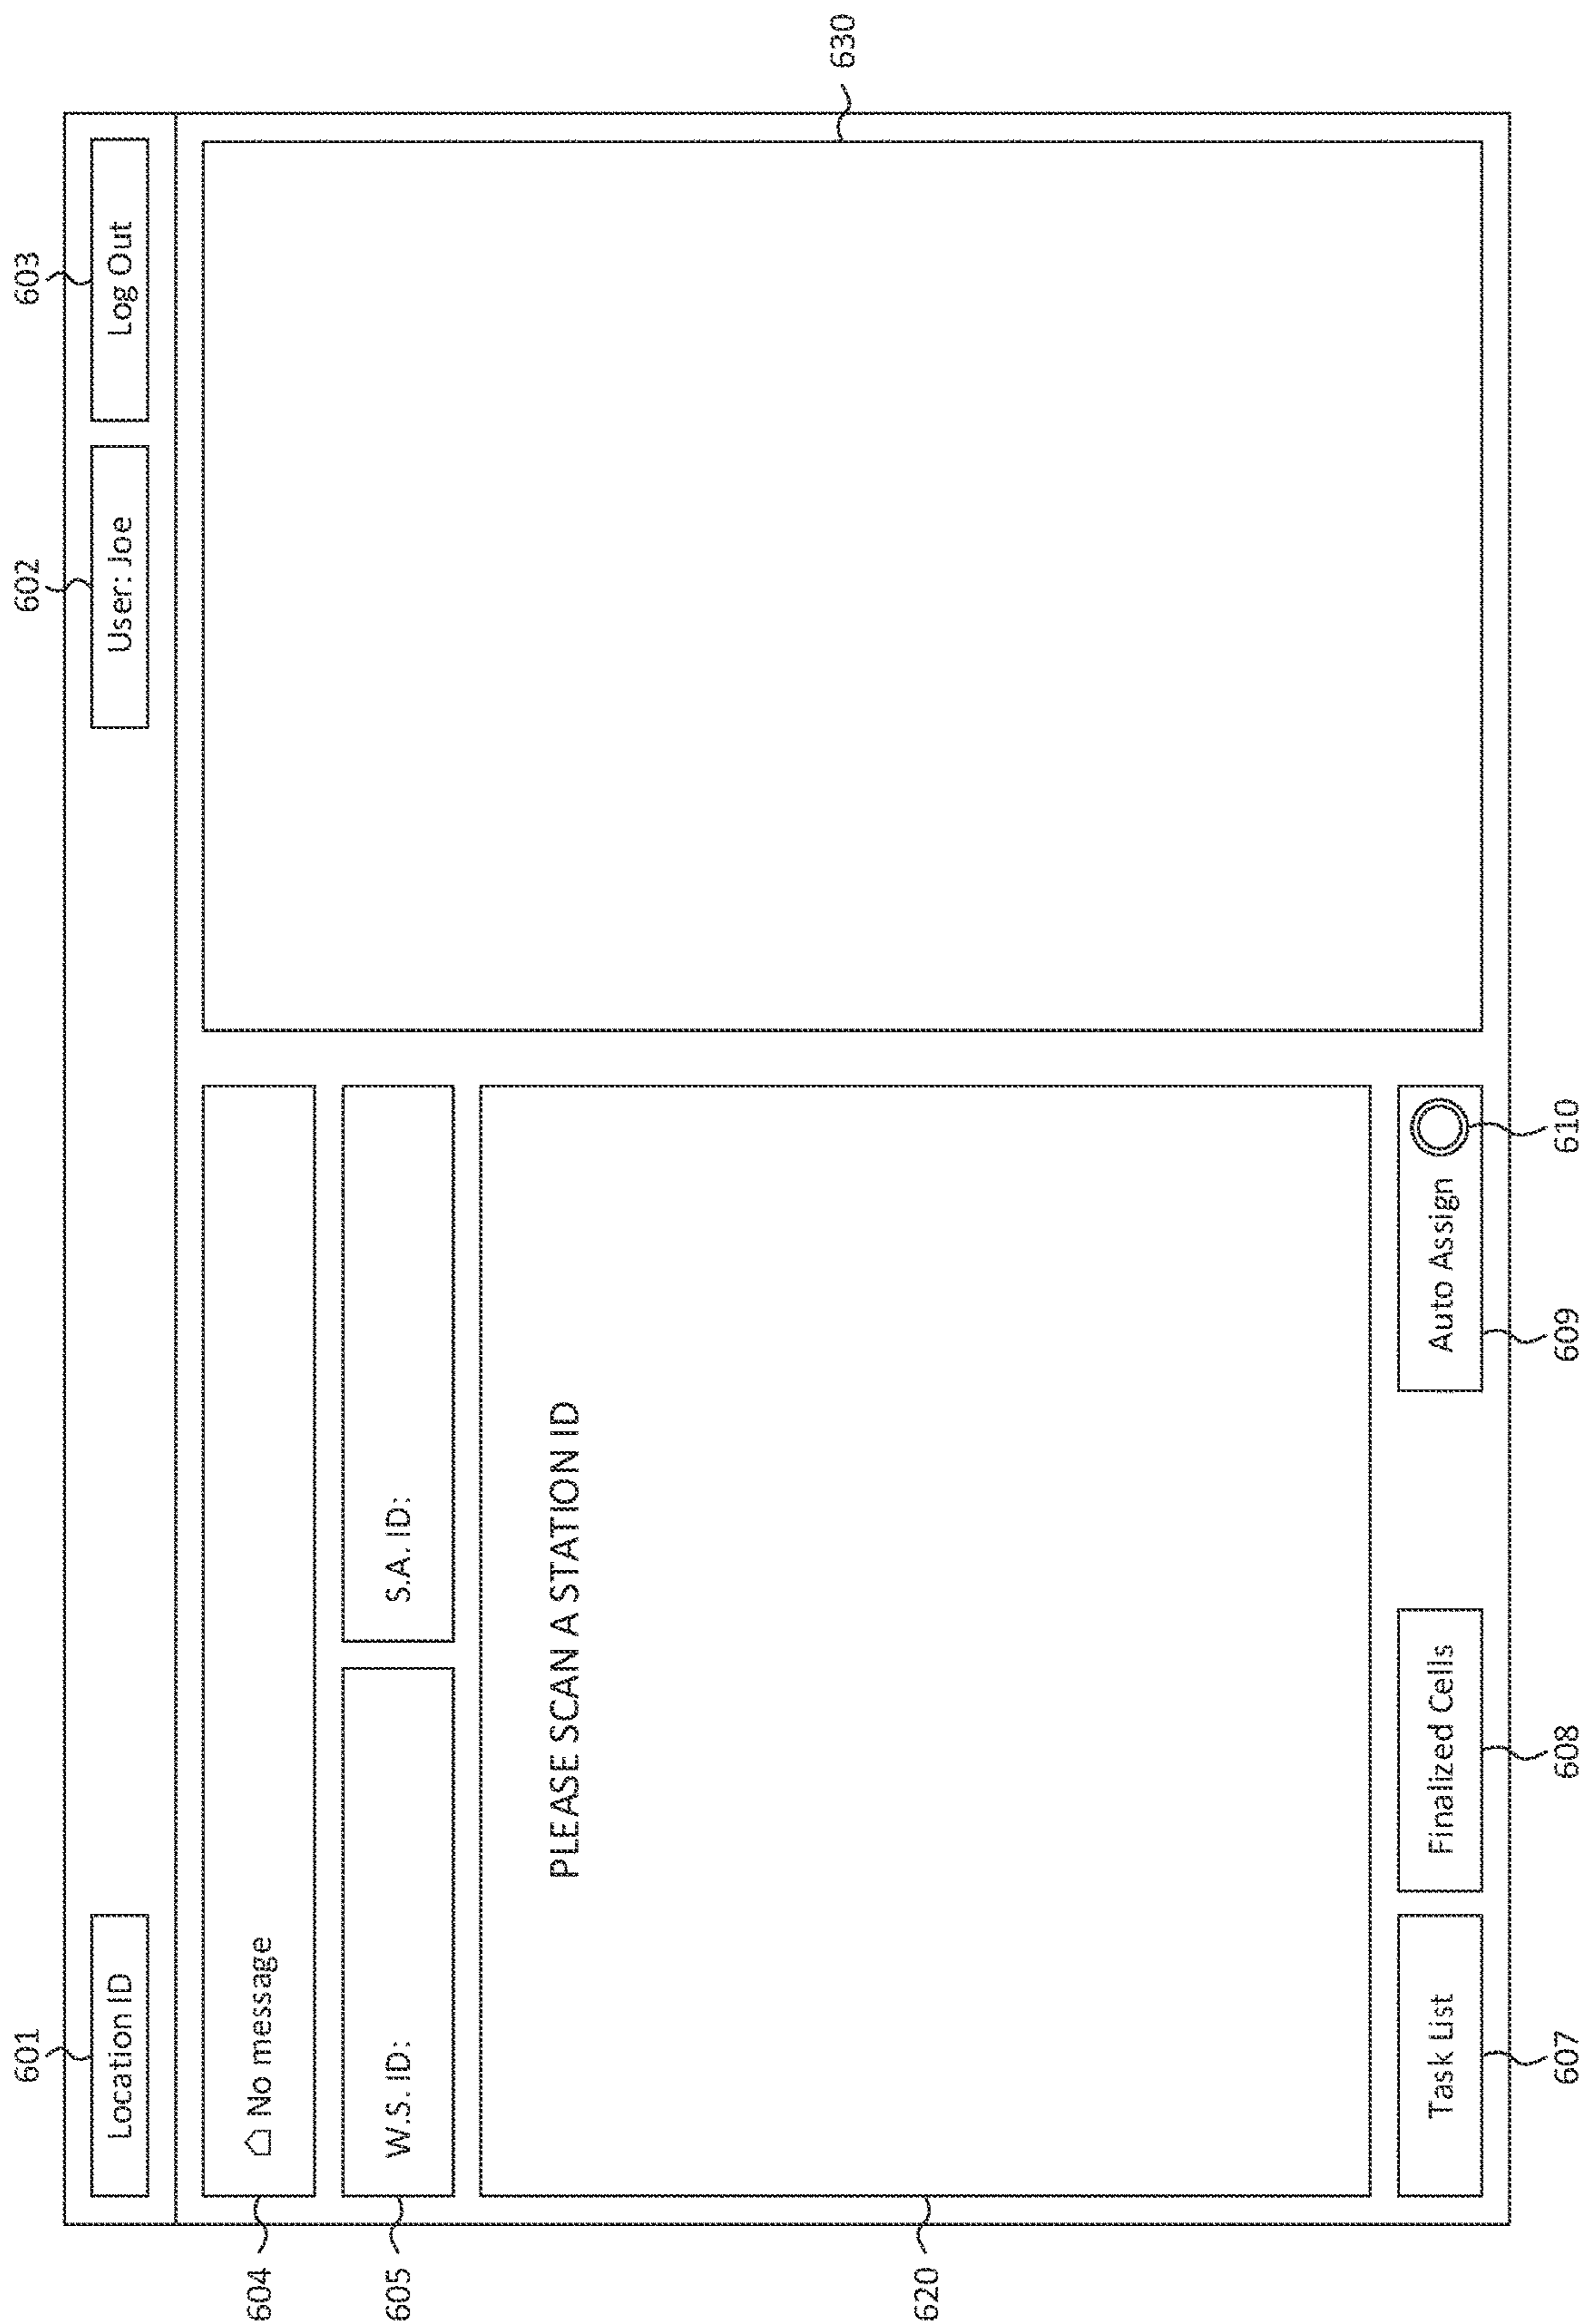 601
602
603
Location ID
User: Joe
Log Out
604
No message
605
W.S. ID:
S.A. ID:
630
620
PLEASE SCAN A STATION ID
Task List
Finalized Cells
Auto Assign
607
608
609
610